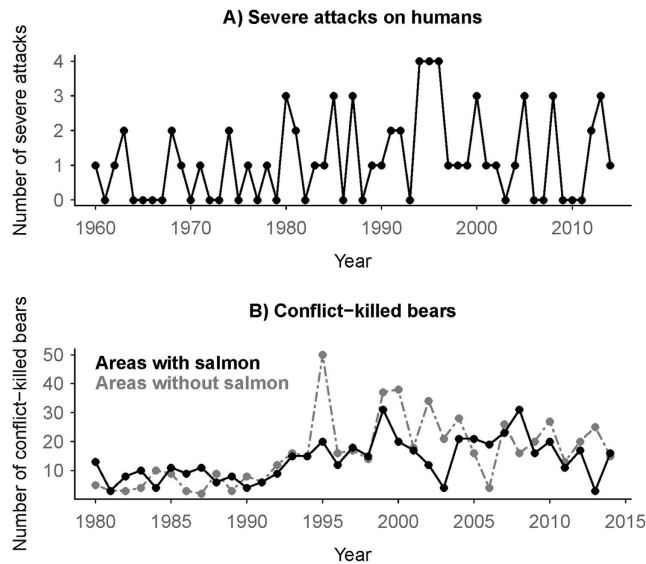 A) Severe attacks on humans
Number of severe attacks
4
3
2
1
0
1960 1970 1980 1990 2000 2010
Year
B) Conflict−killed bears
Number of conflict−killed bears
50
40
30
20
10
Areas with salmon
Areas without salmon
1980 1985 1990 1995 2000 2005 2010 2015
Year